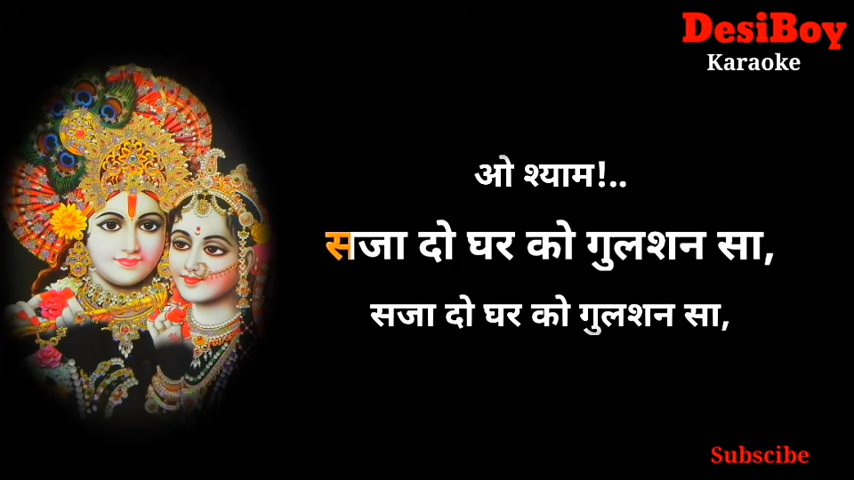 DesiBoy
Karaoke
ओ श्याम!..
सजा दो घर को गुलशन सा,
सजा दो घर को गुलशन सा,
Subscibe